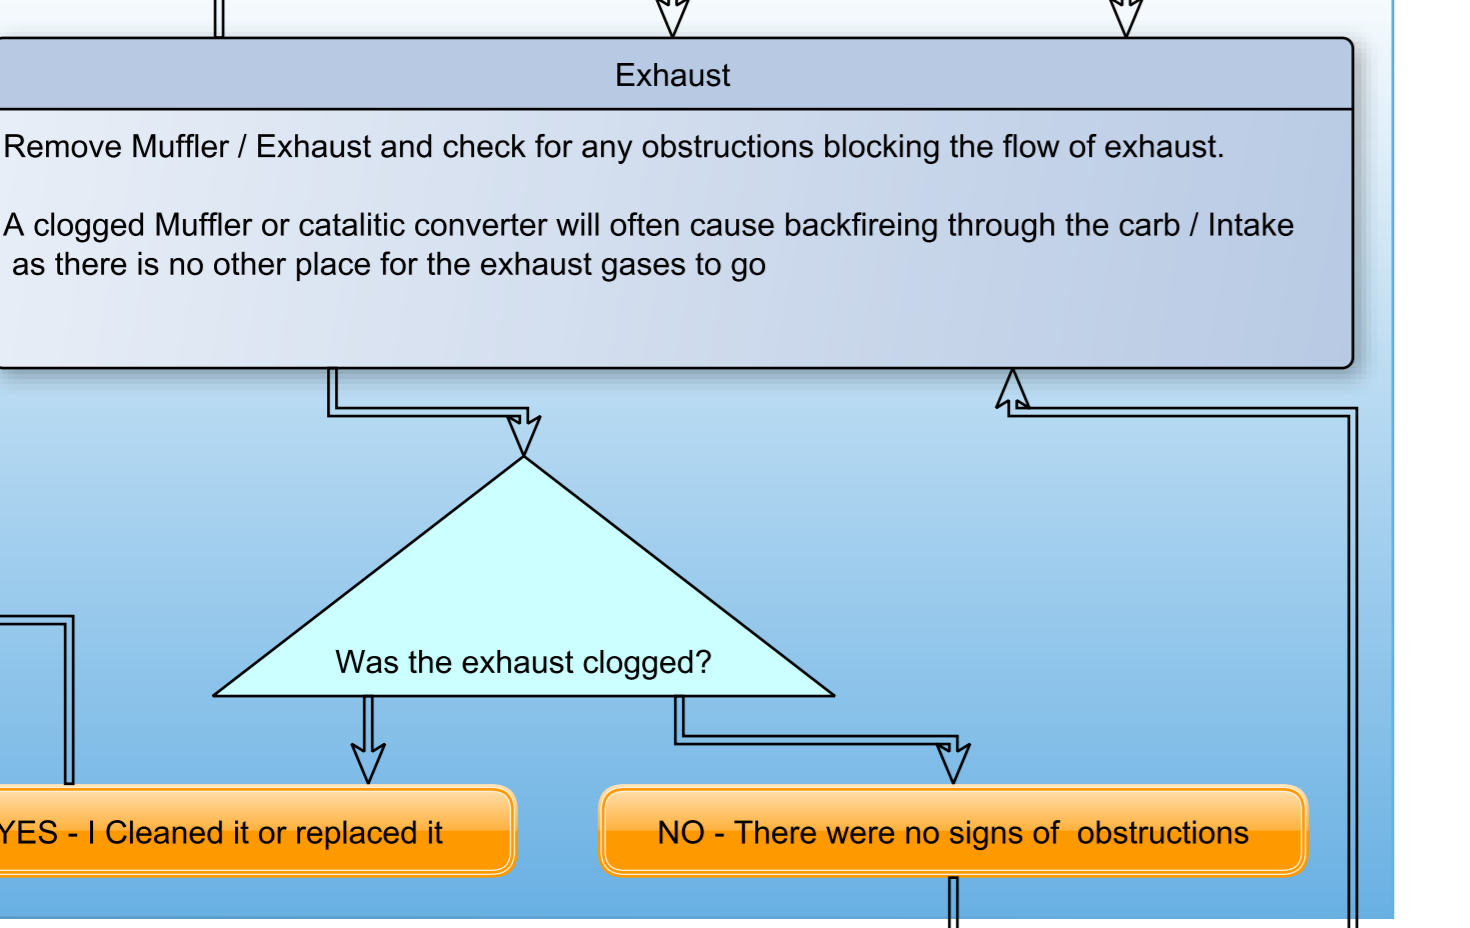 Exhaust
Remove Muffler / Exhaust and check for any obstructions blocking the flow of exhaust.
A clogged Muffler or catalitic converter will often cause backfireing through the carb / Intake
as there is no other place for the exhaust gases to go
Was the exhaust clogged?
YES - I Cleaned it or replaced it
NO - There were no signs of  obstructions